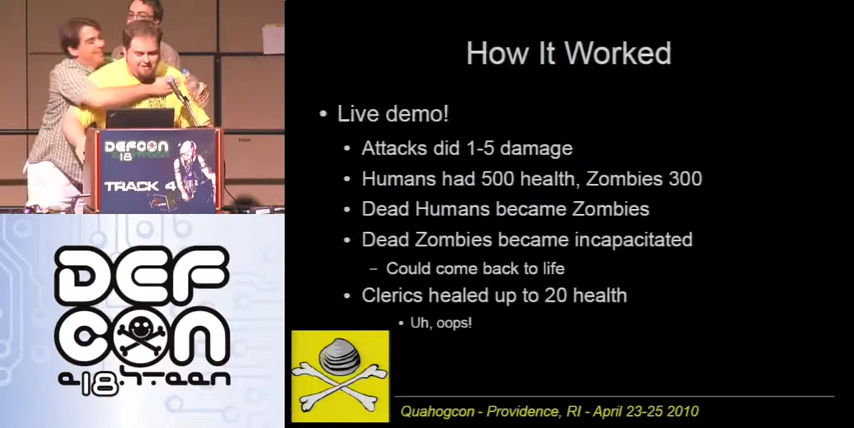 DEFCON
18
TRACK 4
DEF
CON
e18hteen
How It Worked
• Live demo!
• Attacks did 1-5 damage
• Humans had 500 health, Zombies 300
• Dead Humans became Zombies
• Dead Zombies became incapacitated
– Could come back to life
• Clerics healed up to 20 health
• Uh, oops!
Quahogcon - Providence, RI - April 23-25 2010